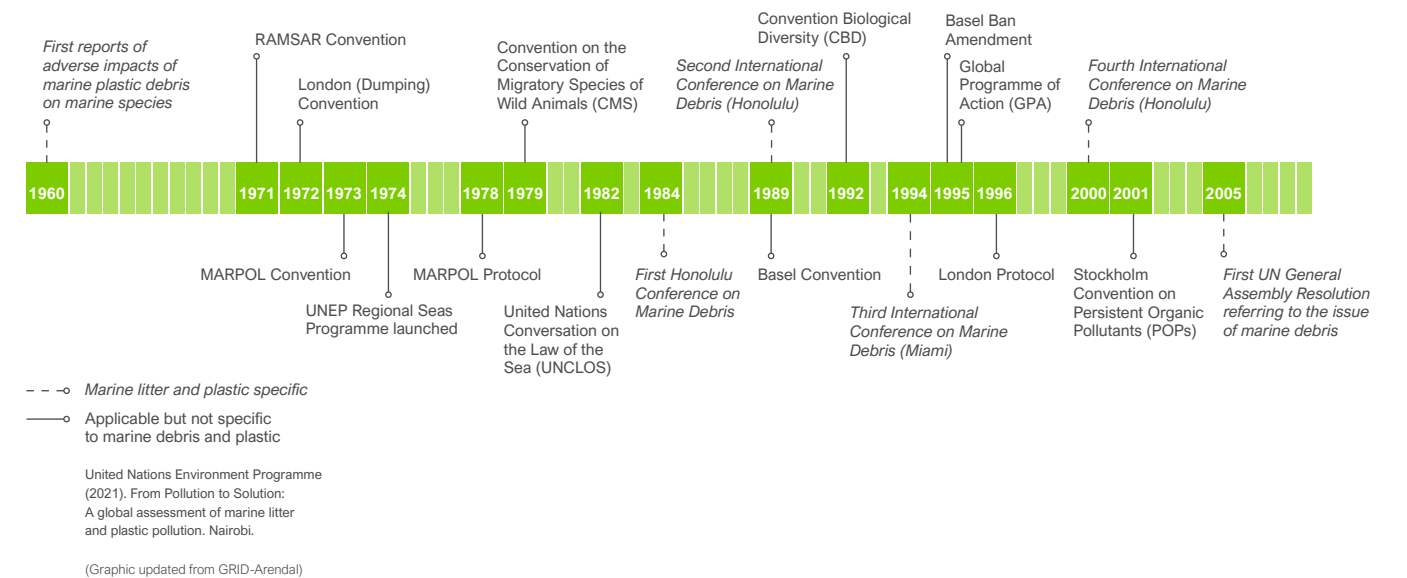 First reports of
adverse impacts of
marine plastic debris
on marine species
RAMSAR Convention
London (Dumping)
Convention
Convention on the
Conservation of
Migratory Species of
Wild Animals (CMS)
Second International
Conference on Marine
Debris (Honolulu)
Convention Biological
Diversity (CBD)
Basel Ban
Amendment
Global
Programme of
Action (GPA)
Fourth International
Conference on Marine
Debris (Honolulu)
1960 1971 1972 1973 1974 1978 1979 1982 1984 1989 1992 1994 1995 1996 2000 2001 2005
MARPOL Convention
UNEP Regional Seas
Programme launched
MARPOL Protocol
United Nations
Conversation on
the Law of the
Sea (UNCLOS)
First Honolulu
Conference on
Marine Debris
Basel Convention
Third International
Conference on Marine
Debris (Miami)
London Protocol
Stockholm
Convention on
Persistent Organic
Pollutants (POPs)
First UN General
Assembly Resolution
referring to the issue
of marine debris
Marine litter and plastic specific
Applicable but not specific
to marine debris and plastic
United Nations Environment Programme
(2021). From Pollution to Solution:
A global assessment of marine litter
and plastic pollution. Nairobi.
(Graphic updated from GRID-Arendal)